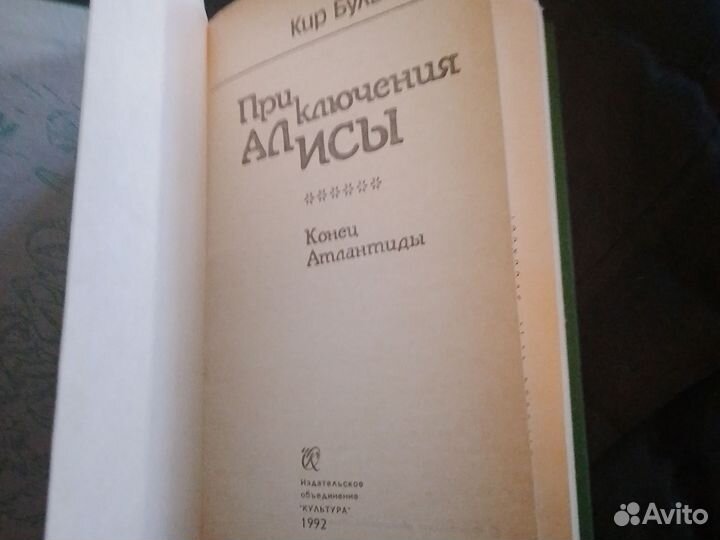 Кир
Приключения
АЛИСЫ
******
Конец
Атлантиды
Издательское
объединение
"КУЛЬТУРА"
1992
Avito